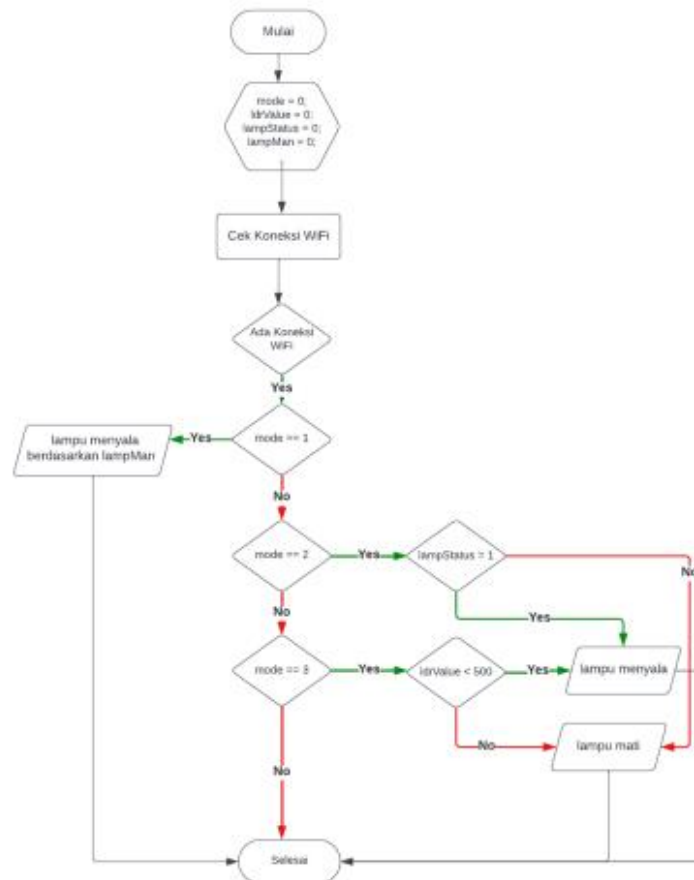 Mulai
mode = 0;
ldrValue = 0;
lampStatus = 0;
lampMan = 0;
Cek Koneksi WiFi
Ada Koneksi
WiFi
Yes
mode == 1
Yes
lampu menyala
berdasarkan lampMan
No
mode == 2
Yes
lampStatus = 1
No
Yes
No
mode == 3
Yes
ldrValue < 500
Yes
lampu menyala
No
lampu mati
No
Selesai